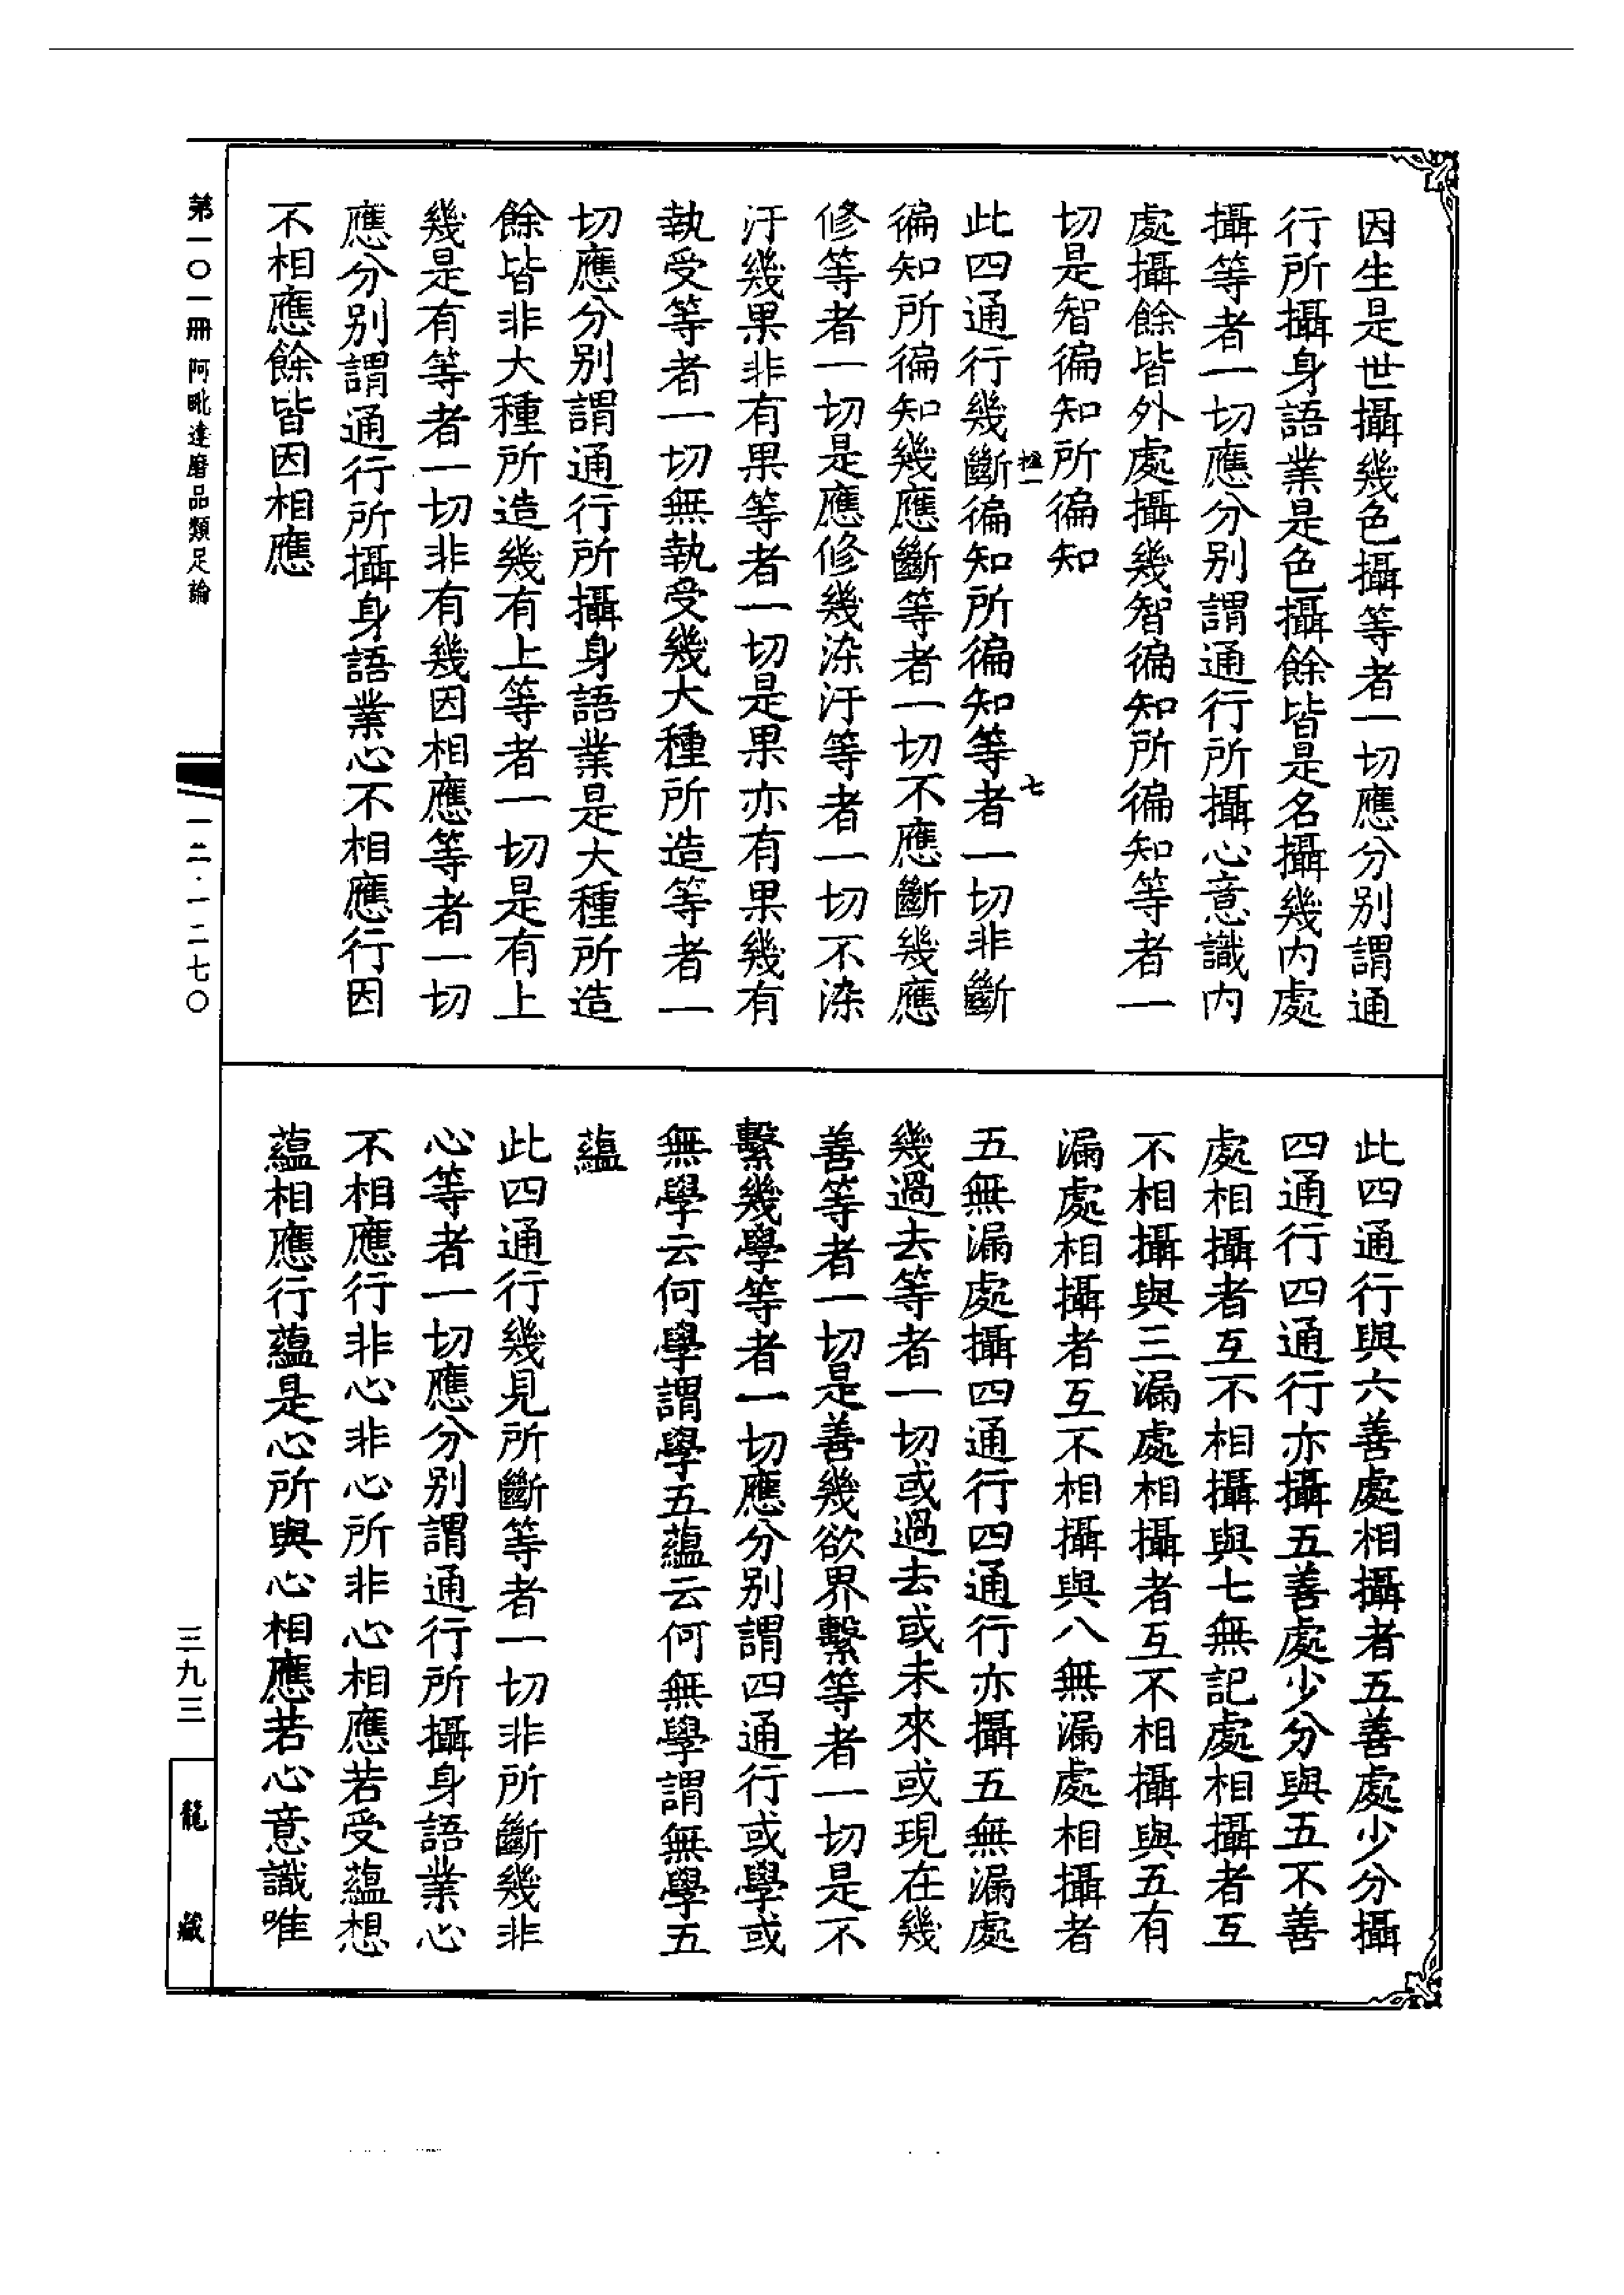 因生是世攝幾色攝等者一切應分別謂通
行所攝身語業是色攝餘皆是名攝幾內處
攝等者一切應分別謂通行所攝心意識內
處攝餘皆外處攝幾智徧知所徧知等者一
切是智徧知所徧知
此四通行幾斷徧知所徧知等者一切非斷
徧知所徧知幾應斷等者一切不應斷幾應
修等者一切是應修幾染汙等者一切不染
汙幾果非有果等者一切是果亦有果幾有
執受等者一切無執受幾大種所造等者一
切應分別謂通行所攝身語業是大種所造
餘皆非大種所造幾有上等者一切是有上
幾是有等者一切非有幾因相應等者一切
應分別謂通行所攝身語業心不相應行因
不相應餘皆因相應
七
此四通行與六善處相攝者五善處少分攝
四通行四通行亦攝五善處少分與五不善
處相攝者互不相攝與七無記處相攝者互
不相攝與三漏處相攝者互不相攝與五有
漏處相攝者互不相攝與八無漏處相攝者
五無漏處攝四通行四通行亦攝五無漏處
幾過去等者一切或過去或未來或現在幾
善等者一切是善幾欲界繫等者一切是不
繫幾學等者一切應分別謂四通行或學或
無學云何學謂學五蘊云何無學謂無學五
蘊
此四通行幾見所斷等者一切非所斷幾非
心等者一切應分別謂通行所攝身語業心
不相應行非心非心所非心相應若受蘊想
蘊相應行蘊是心所與心相應若心意識唯
第一〇一冊 阿毗達磨品類足論
一二·一二七〇
三九三
龍藏